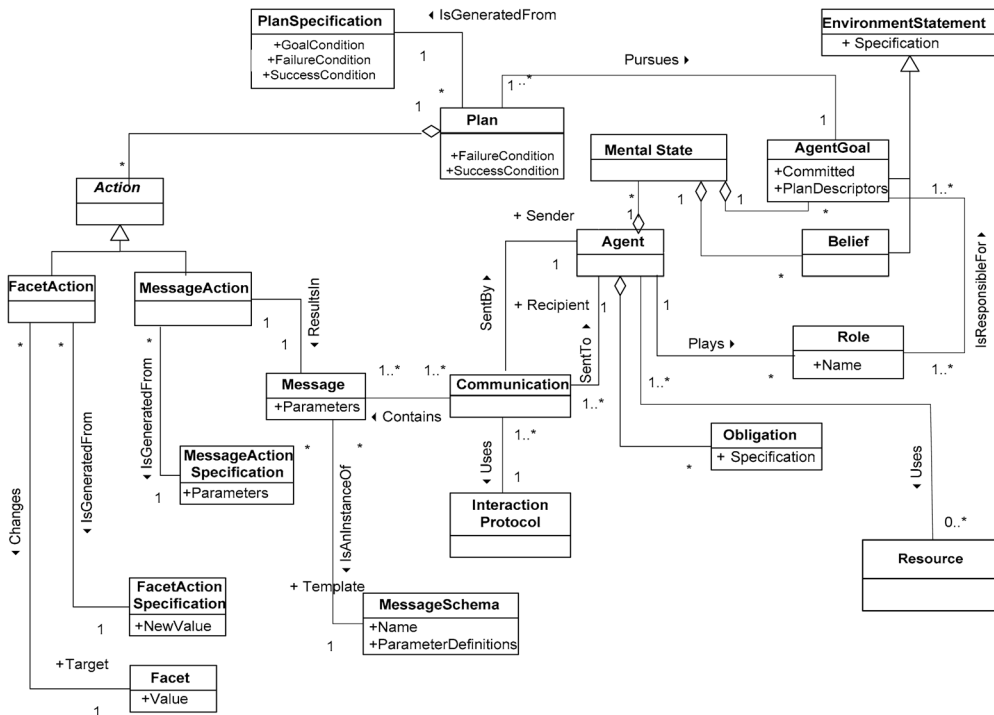 ◄ IsGeneratedFrom
PlanSpecification
+GoalCondition
+FailureCondition
+SuccessCondition
1
*
EnvironmentStatement
+ Specification
Pursues ►
1 ..*
1
1
Plan
+FailureCondition
+SuccessCondition
*
Action
Mental State
AgentGoal
+Committed
+PlanDescriptors
1..*
*
1
1
1
*
+ Sender
Agent
1
Belief
*
FacetAction
MessageAction
SentBy ►
+ Recipient
1
1
IsResponsibleFor ►
*
*
*
1
◄ ResultsIn
1
SentTo ►
Plays ►
*
Role
+Name
1..*
Message
+Parameters
1..*
1..*
◄ Contains
Communication
1..*
1..*
◄ IsGeneratedFrom
◄ IsGeneratedFrom
MessageAction
Specification
+Parameters
1
*
*
◄ IsAnInstanceOf
1..*
◄ Uses
1
Interaction
Protocol
Obligation
+ Specification
*
◄ Uses
0..*
Resource
◄ Changes
FacetAction
Specification
+NewValue
1
+ Template
1
MessageSchema
+Name
+ParameterDefinitions
+Target
1
Facet
+Value